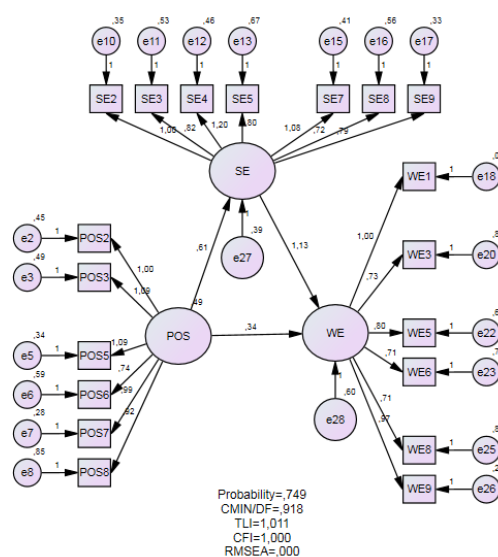 ,35 ,53 ,46 ,67 ,41 ,56 ,33
e10 e11 e12 e13 e15 e16 e17
1 1 1 1 1 1 1
SE2 SE3 SE4 SE5 SE7 SE8 SE9
,82 1,20 ,80 1,08 ,72 ,79
SE
1 ,39
e27
WE1 1 e18
1,00
,61 1,13
,45
e2 1 POS2
,49
e3 1 POS3
1,00
1,09
WE3 1 e20
,73
,49
POS ,34 WE
,80 WE5 1 e22
,71 WE6 1 e23
,34
e5 1 POS5 1,09
,59
e6 1 POS6 ,74
,99
,28
e7 1 POS7 ,92
,85
e8 1 POS8
1 ,60
e28
,71
,97
WE8 1 e25
WE9 1 e26
Probability=,749
CMIN/DF=,918
TLI=1,011
CFI=1,000
RMSEA=,000